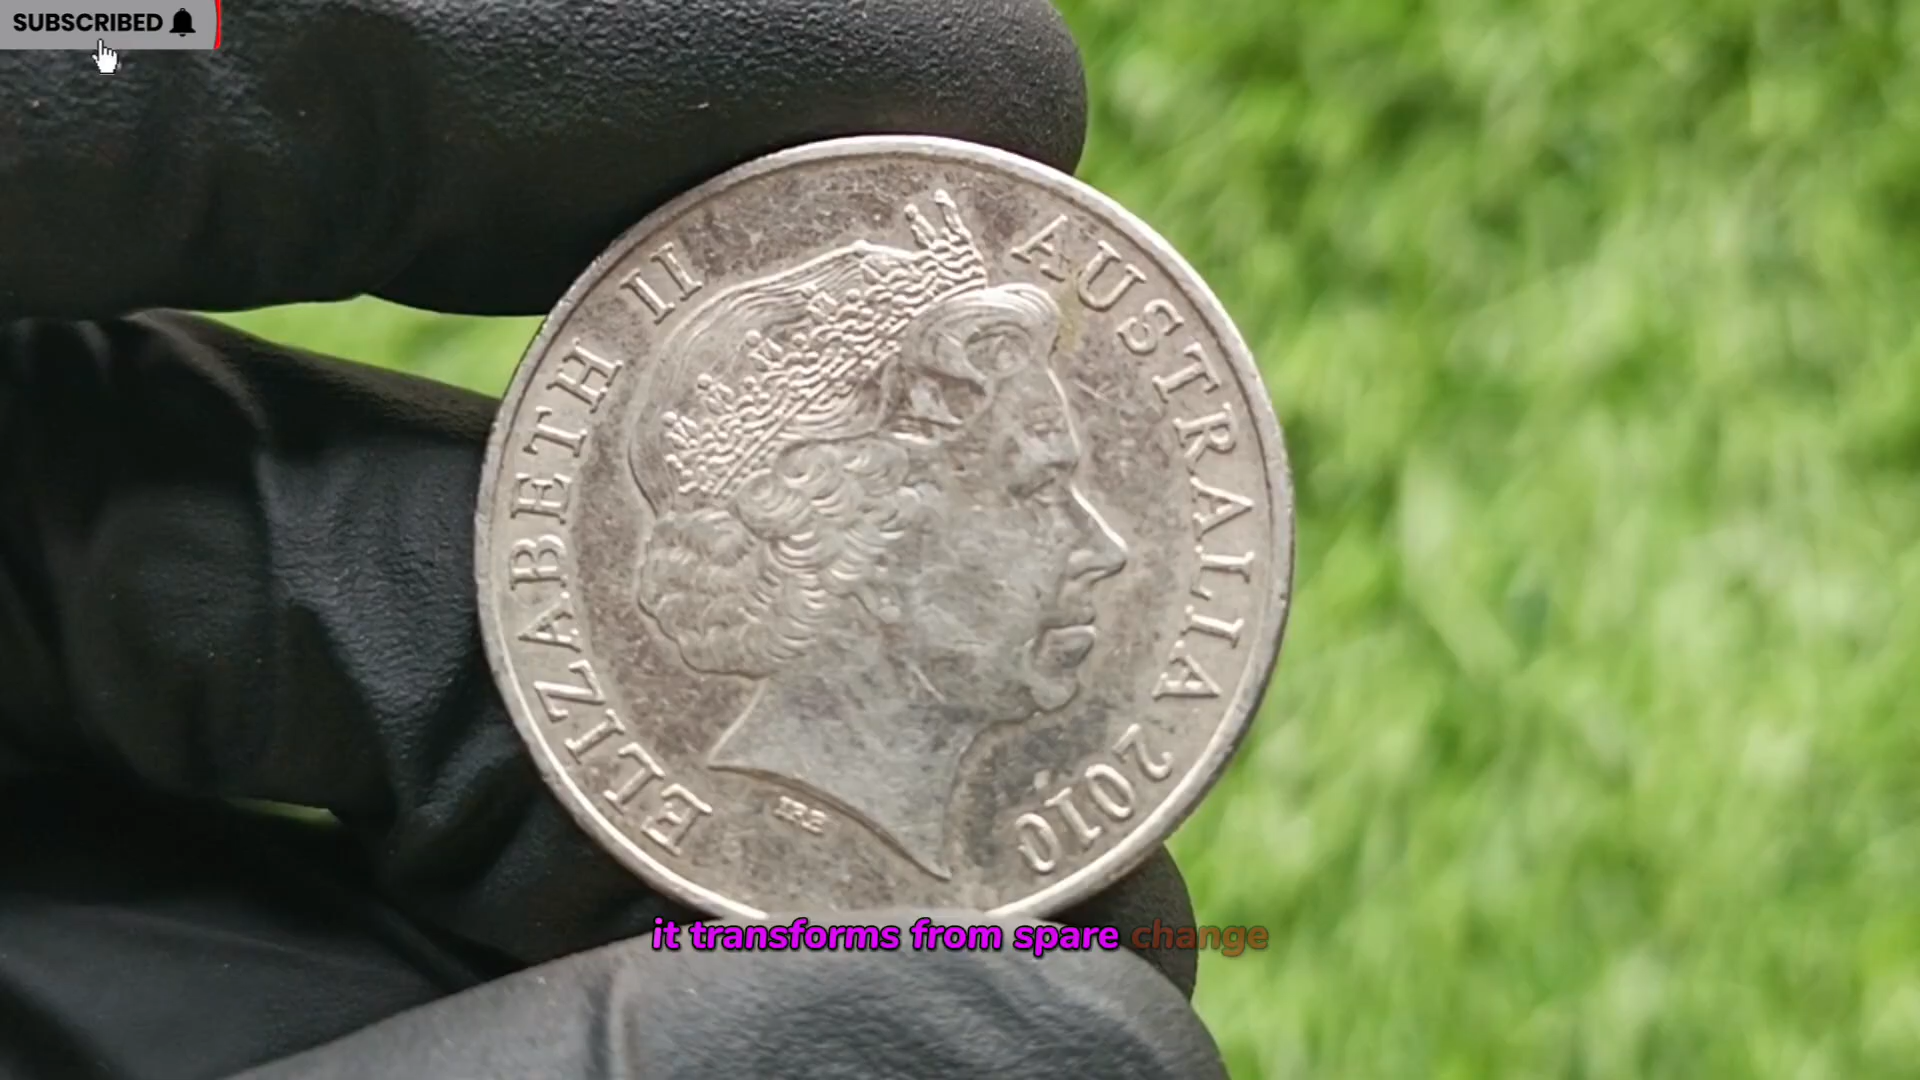 SUBSCRIBED
ELIZABETH II
AUSTRALIA 2010
IRB
it transforms from spare change